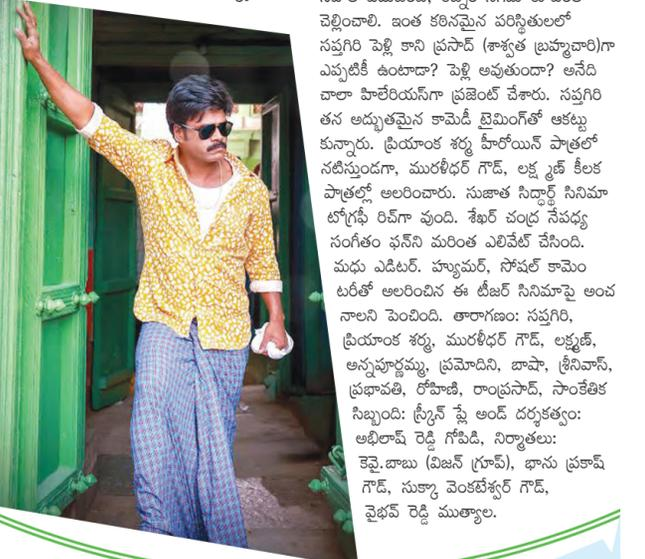 చెల్లించాలి. ఇంత కఠినమైన పరిస్థితులలో
సప్తగిరి పెళ్లి కాని ప్రసాద్ (శాశ్వత బ్రహ్మచారి)గా
ఎప్పటికీ ఉంటాడా? పెళ్లి అవుతుందా? అనేది
చాలా హిలేరియస్‌గా ప్రజెంట్ చేశారు. సప్తగిరి
తన అద్భుతమైన కామెడీ టైమింగ్‌తో ఆకట్టు
కున్నారు. ప్రియాంక శర్మ హీరోయిన్ పాత్రలో
నటిస్తుండగా, మురళీధర్ గౌడ్, లక్ష్మణ్ కీలక
పాత్రల్లో అలరించారు. సుజాత సిద్ధార్థ్ సినిమా
టోగ్రఫీ రిచ్‌గా వుంది. శేఖర్ చంద్ర నేపథ్య
సంగీతం ఫన్‌ని మరింత ఎలివేట్ చేసింది.
మధు ఎడిటర్. హ్యుమర్, సోషల్ కామెం
టరీతో అలరించిన ఈ టీజర్ సినిమాపై అంచ
నాలని పెంచింది. తారాగణం: సప్తగిరి,
ప్రియాంక శర్మ, మురళీధర్ గౌడ్, లక్ష్మణ్,
అన్నపూర్ణమ్మ, ప్రమోదిని, బాషా, శ్రీనివాస్,
ప్రభావతి, రోహిణి, రాంప్రసాద్, సాంకేతిక
సిబ్బంది: స్క్రీన్ ప్లే అండ్ దర్శకత్వం:
అభిలాష్ రెడ్డి గోపిడి, నిర్మాతలు:
కెవై.బాబు (విజన్ గ్రూప్), భాను ప్రకాష్
గౌడ్, సుక్కా వెంకటేశ్వర్ గౌడ్,
వైభవ్ రెడ్డి ముత్యాల.